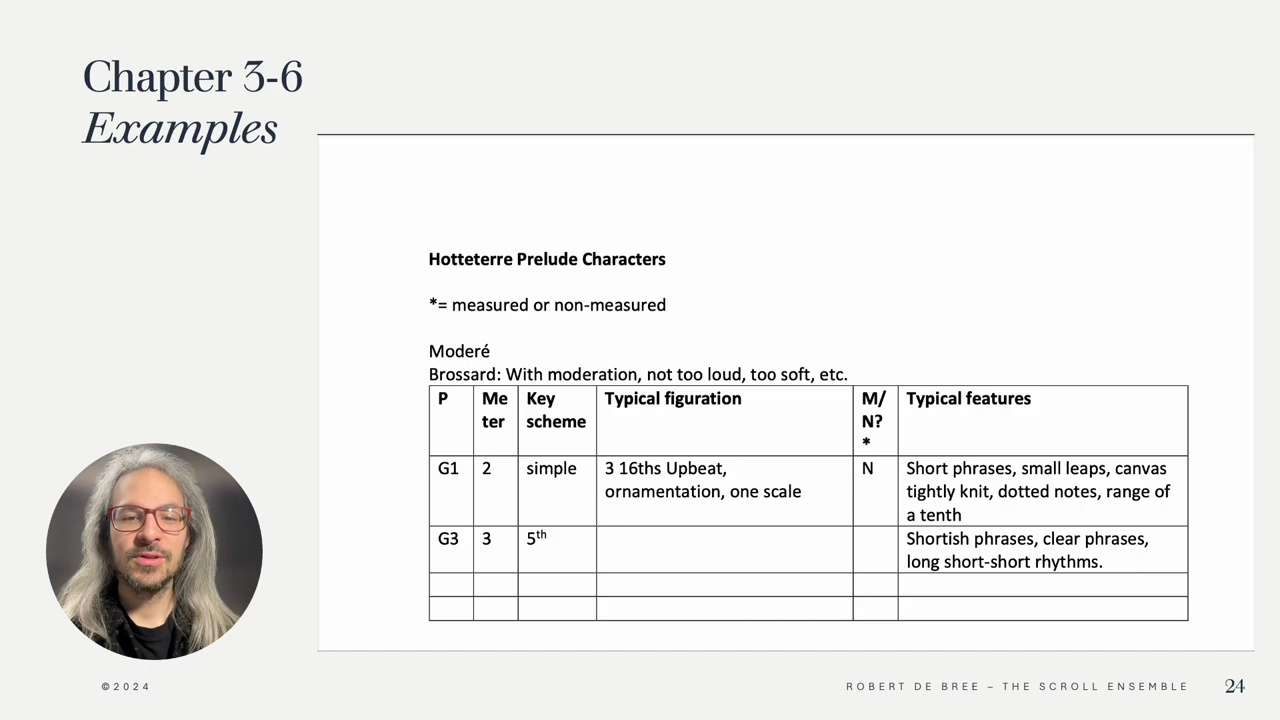 Chapter 3-6
Examples
Hotteterre Prelude Characters
*= measured or non-measured
Moderé
Brossard: With moderation, not too loud, too soft, etc.
P
Me
ter
Key
scheme
Typical figuration
M/
N?
*
Typical features
G1
2
simple
3 16ths Upbeat,
ornamentation, one scale
N
Short phrases, small leaps, canvas
tightly knit, dotted notes, range of
a tenth
G3
3
5th
Shortish phrases, clear phrases,
long short-short rhythms.
©2024
ROBERT DE BREE – THE SCROLL ENSEMBLE
24